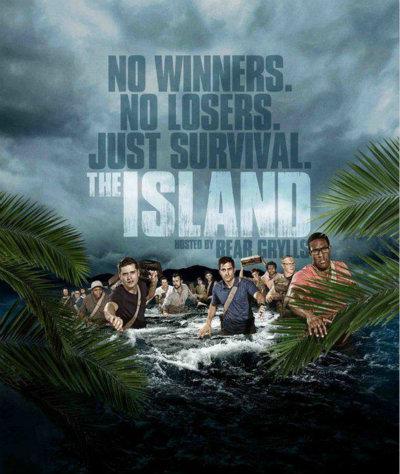 NO WINNERS.
NO LOSERS.
JUST SURVIVAL.
THE ISLAND
HOSTED BY BEAR GRYLLS